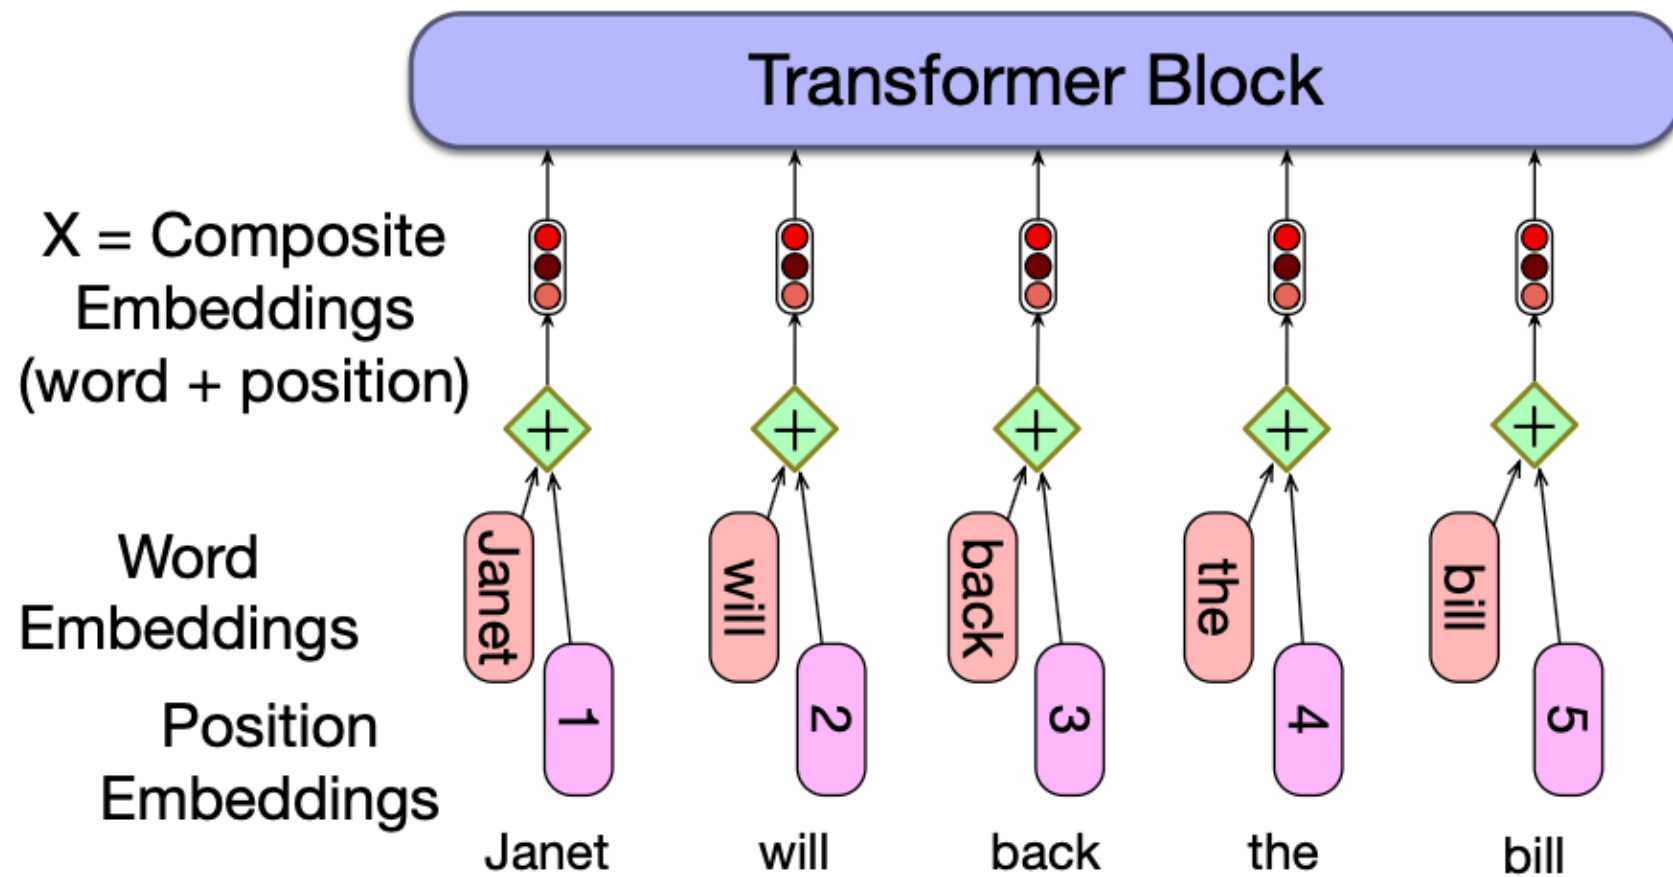 Transformer Block
X = Composite
Embeddings
(word + position)
+ + + + +
Word
Embeddings
Janet will back the bill
Position
Embeddings
1 2 3 4 5
Janet will back the bill